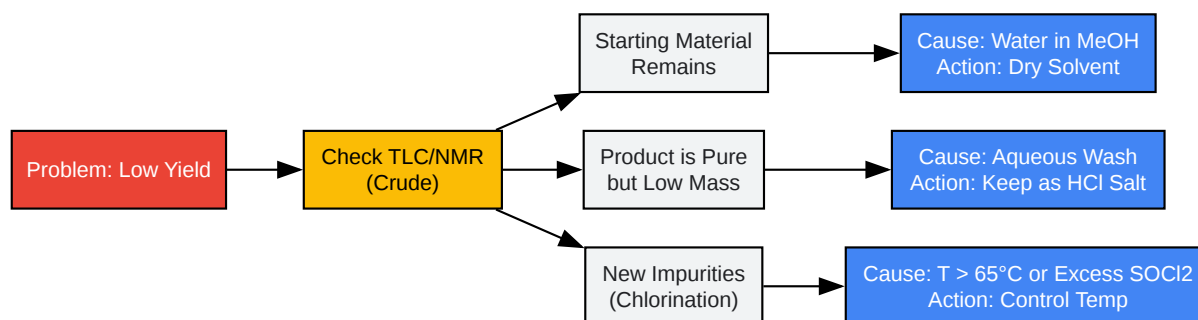 Problem: Low Yield
Check TLC/NMR
(Crude)
Starting Material
Remains
Cause: Water in MeOH
Action: Dry Solvent
Product is Pure
but Low Mass
Cause: Aqueous Wash
Action: Keep as HCl Salt
New Impurities
(Chlorination)
Cause: T > 65°C or Excess SOCl2
Action: Control Temp